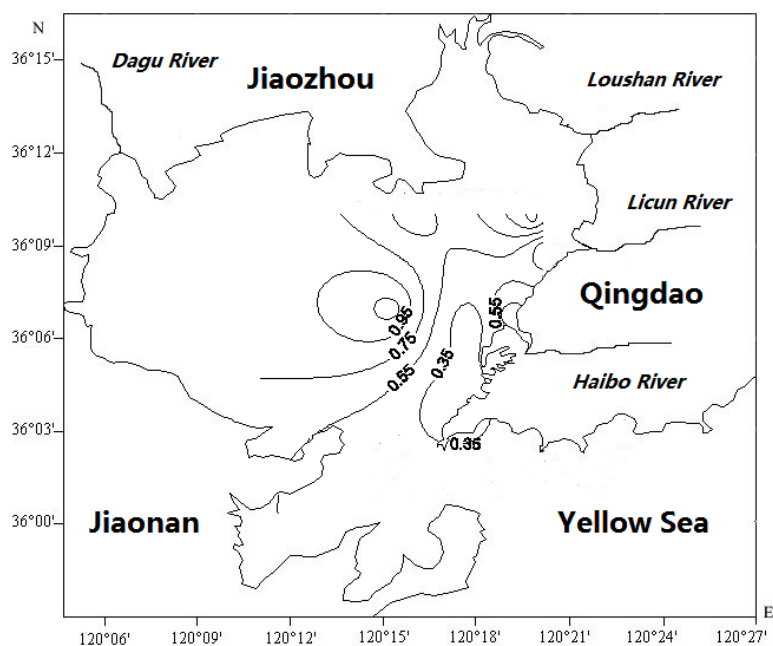 N
36°15'
Dagu River
Jiaozhou
Loushan River
36°12'
Licun River
36°09'
Qingdao
0.55
0.95
0.75
36°06'
0.35
0.55
Haibo River
36°03'
0.35
36°00'
Jiaonan
Yellow Sea
E
120°06'
120°09'
120°12'
120°15'
120°18'
120°21'
120°24'
120°27'